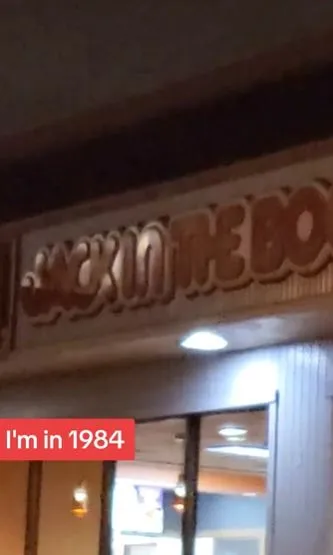 JACK IN THE BO
I'm in 1984